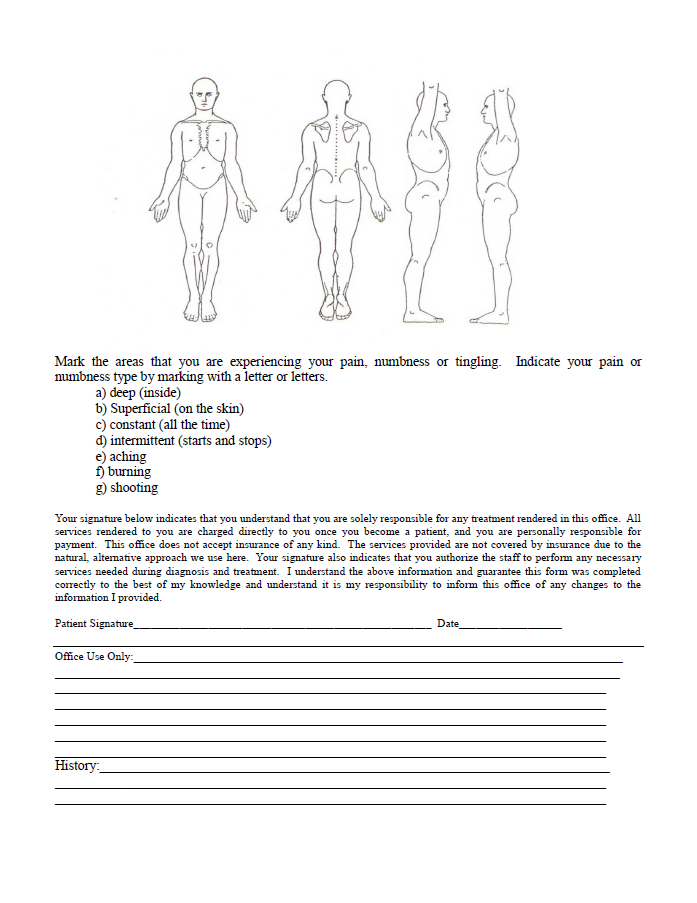 Mark the areas that you are experiencing your pain, numbness or tingling. Indicate your pain or
numbness type by marking with a letter or letters.
a) deep (inside)
b) Superficial (on the skin)
c) constant (all the time)
d) intermittent (starts and stops)
e) aching
f) burning
g) shooting
Your signature below indicates that you understand that you are solely responsible for any treatment rendered in this office. All
services rendered to you are charged directly to you once you become a patient, and you are personally responsible for
payment. This office does not accept insurance of any kind. The services provided are not covered by insurance due to the
natural, alternative approach we use here. Your signature also indicates that you authorize the staff to perform any necessary
services needed during diagnosis and treatment. I understand the above information and guarantee this form was completed
correctly to the best of my knowledge and understand it is my responsibility to inform this office of any changes to the
information I provided.
Patient Signature____________________ Date__________
Office Use Only:____________________
History:____________________